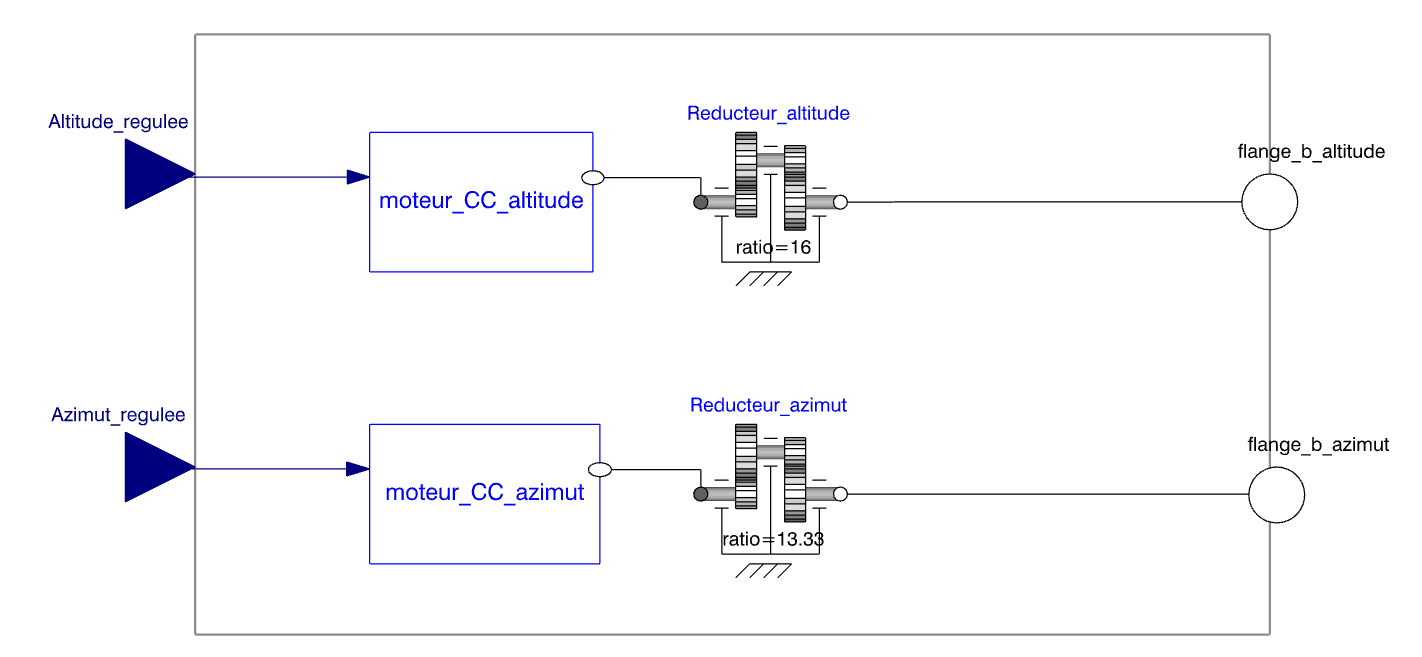 Altitude_regulee
Reducteur_altitude
flange_b_altitude
moteur_CC_altitude
ratio=16
Azimut_regulee
Reducteur_azimut
flange_b_azimut
moteur_CC_azimut
ratio=13.33